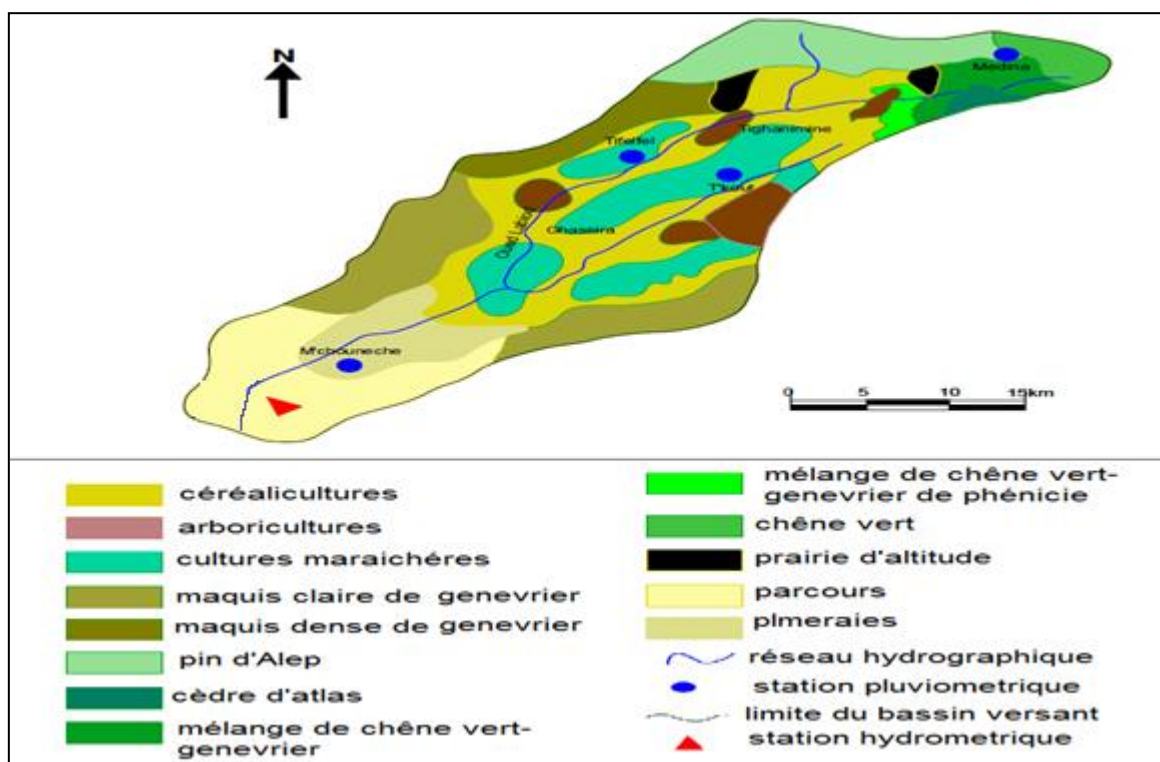 N
Medina
Tighanimine
Tifelfel
T'kout
Oued Labiod
Ghassira
M'chouneche
0 5 10 15km
céréalicultures
arboricultures
cultures maraichéres
maquis claire de genevrier
maquis dense de genevrier
pin d'Alep
cèdre d'atlas
mélange de chêne vert-
genevrier
mélange de chêne vert-
genevrier de phénicie
chêne vert
prairie d'altitude
parcours
plmeraies
réseau hydrographique
station pluviometrique
limite du bassin versant
station hydrometrique